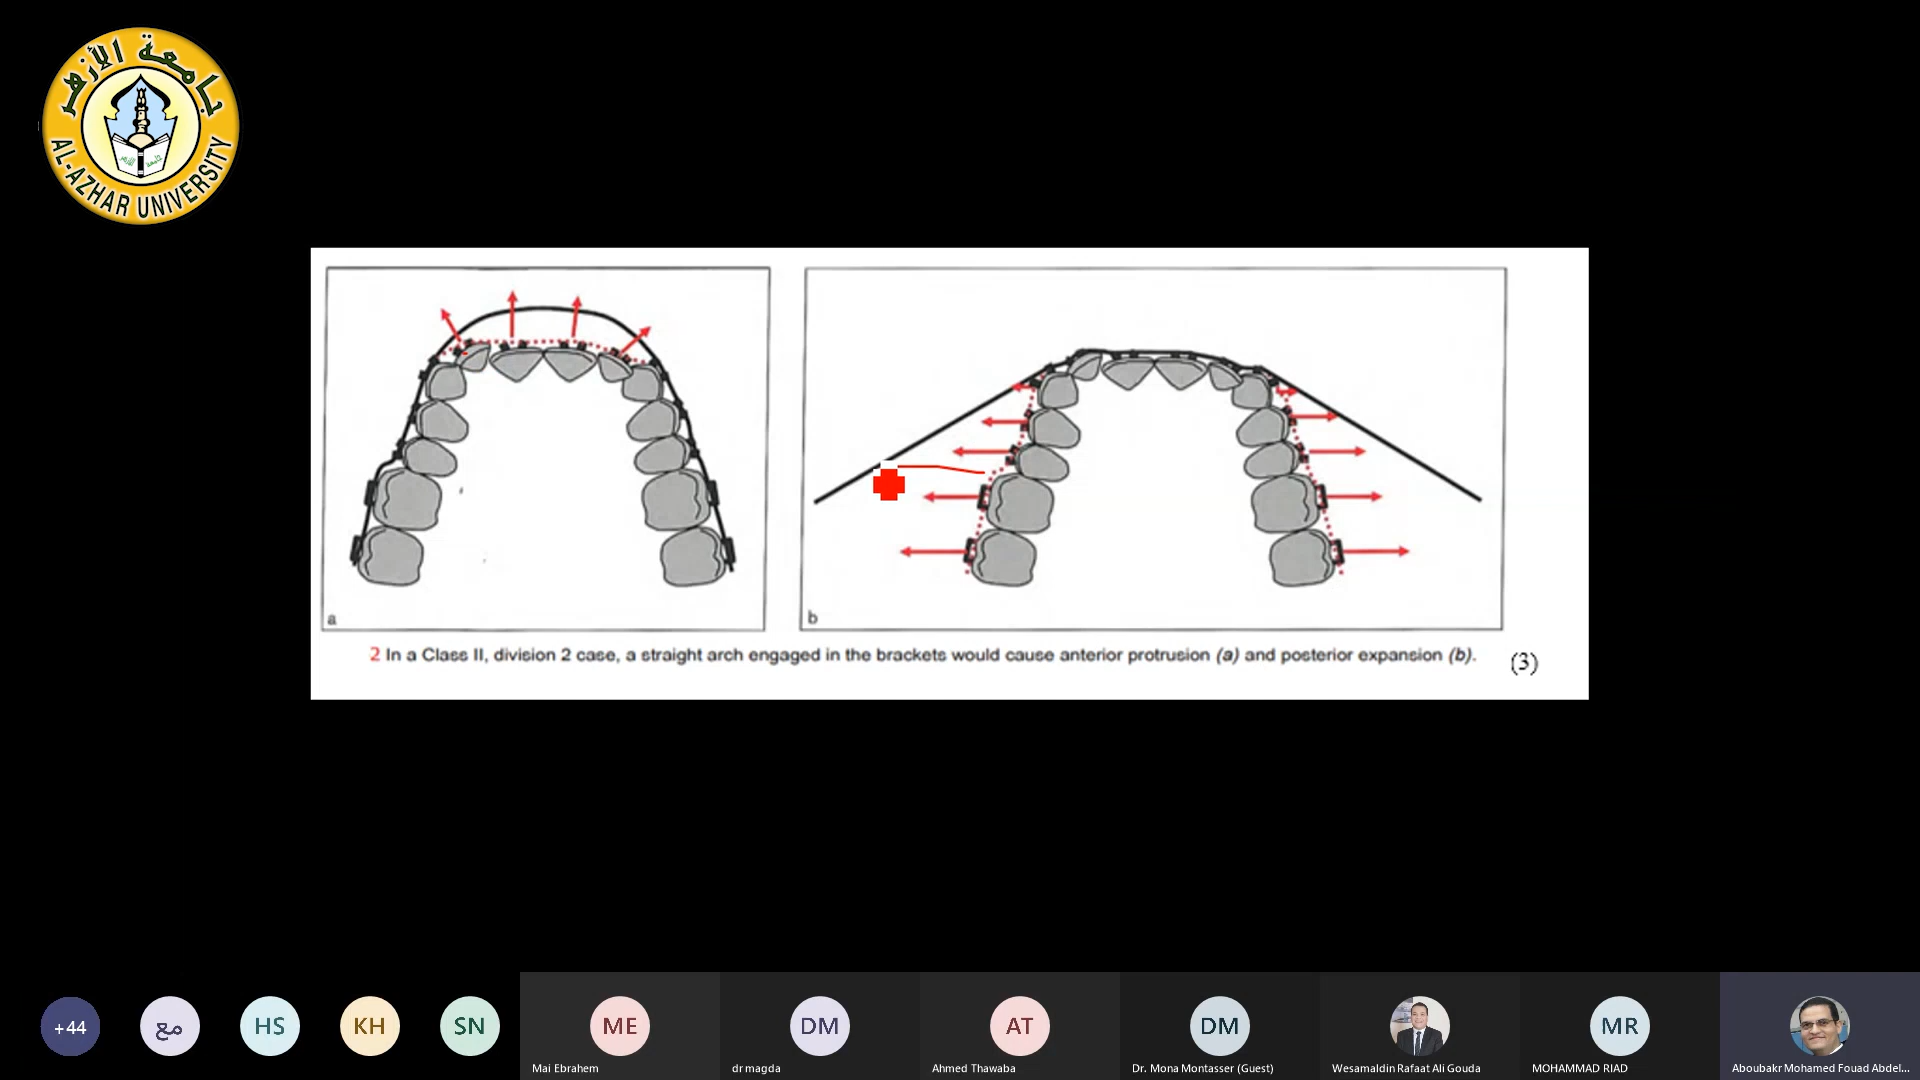 جامعة الأزهر
AL-AZHAR UNIVERSITY
a
b
2 In a Class II, division 2 case, a straight arch engaged in the brackets would cause anterior protrusion (a) and posterior expansion (b).
(3)
+44
مع
HS
KH
SN
ME
DM
AT
DM
MR
Mai Ebrahem
dr magda
Ahmed Thawaba
Dr. Mona Montasser (Guest)
Wesamaldin Rafaat Ali Gouda
MOHAMMAD RIAD
Aboubakr Mohamed Fouad Abdel...